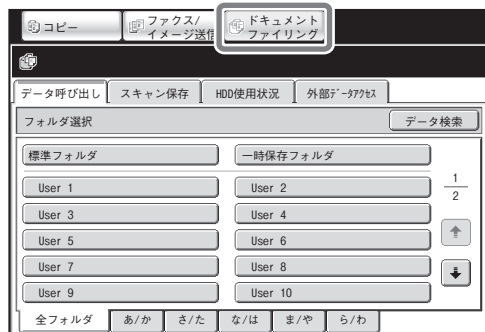 コピー
ファクス/
イメージ送信
ドキュメント
ファイリング
データ呼び出し
スキャン保存
HDD使用状況
外部ﾃﾞｰﾀｱｸｾｽ
フォルダ選択
データ検索
標準フォルダ
一時保存フォルダ
User 1
User 2
1
2
User 3
User 4
User 5
User 6
User 7
User 8
User 9
User 10
全フォルダ
あ/か
さ/た
な/は
ま/や
ら/わ